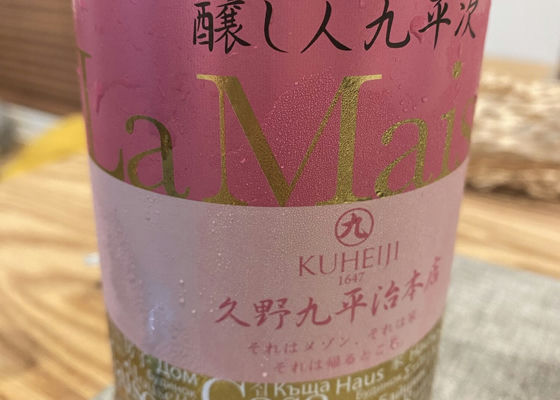 醸し人九平次
La Mais
九
KUHEIJI
1647
久野九平治本店
それはメゾン、それは家
それは帰るところ
Дом
Къща Haus 家